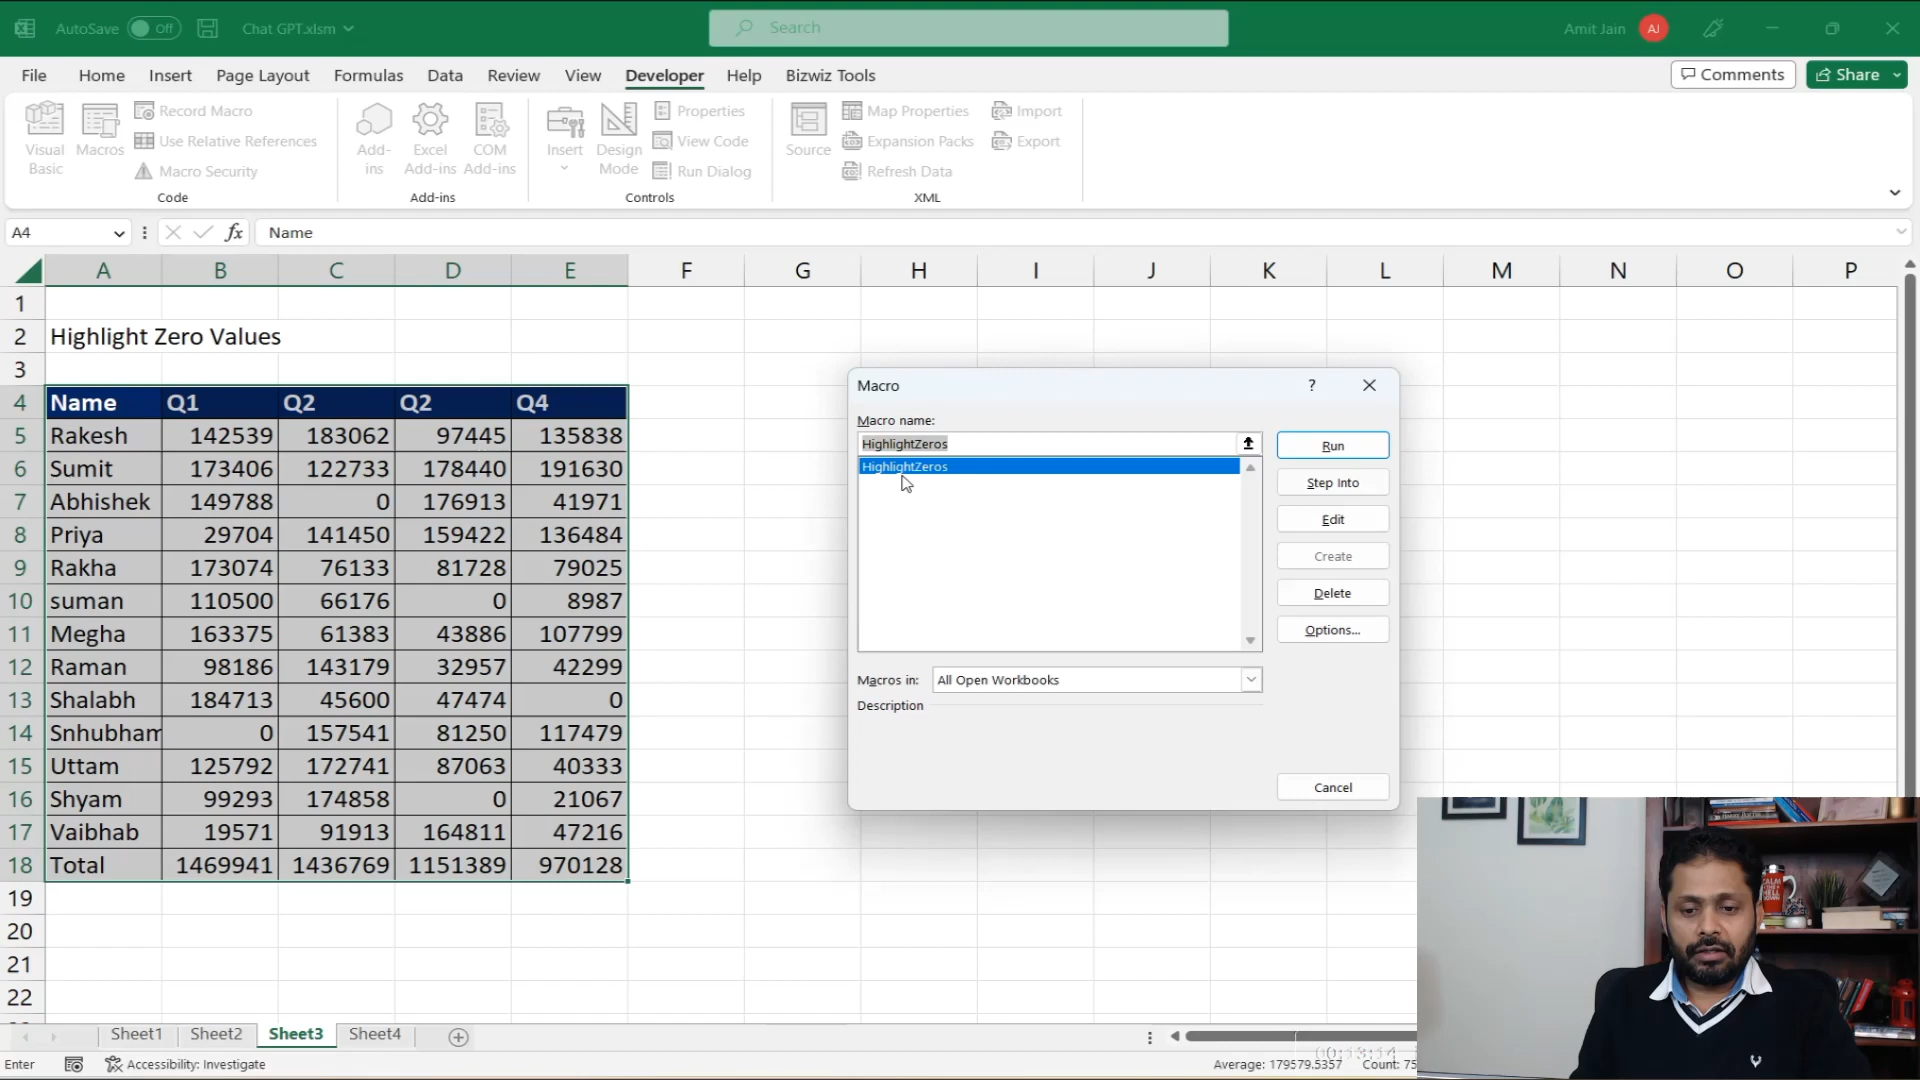 AutoSave Off Chat GPT.xlsm Search Amit Jain AJ
File Home Insert Page Layout Formulas Data Review View Developer Help Bizwiz Tools Comments Share
Visual Basic
Macros
Record Macro
Use Relative References
Macro Security
Code
Add-ins
Excel Add-ins
COM Add-ins
Add-ins
Insert
Design Mode
Properties
View Code
Run Dialog
Controls
Source
Map Properties
Expansion Packs
Refresh Data
Import
Export
XML
A4 fx Name
A B C D E F G H I J K L M N O P
1
2 Highlight Zero Values
3
4 Name Q1 Q2 Q2 Q4
5 Rakesh 142539 183062 97445 135838
6 Sumit 173406 122733 178440 191630
7 Abhishek 149788 0 176913 41971
8 Priya 29704 141450 159422 136484
9 Rakha 173074 76133 81728 79025
10 suman 110500 66176 0 8987
11 Megha 163375 61383 43886 107799
12 Raman 98186 143179 32957 42299
13 Shalabh 184713 45600 47474 0
14 Snhubham 0 157541 81250 117479
15 Uttam 125792 172741 87063 40333
16 Shyam 99293 174858 0 21067
17 Vaibhab 19571 91913 164811 47216
18 Total 1469941 1436769 1151389 970128
19
20
21
22
Macro ?
Macro name:
HighlightZeros
HighlightZeros
Run
Step Into
Edit
Create
Delete
Options...
Macros in: All Open Workbooks
Description
Cancel
Sheet1 Sheet2 Sheet3 Sheet4
Enter Accessibility: Investigate Average: 179579.5357 Count: 75
00:13:14